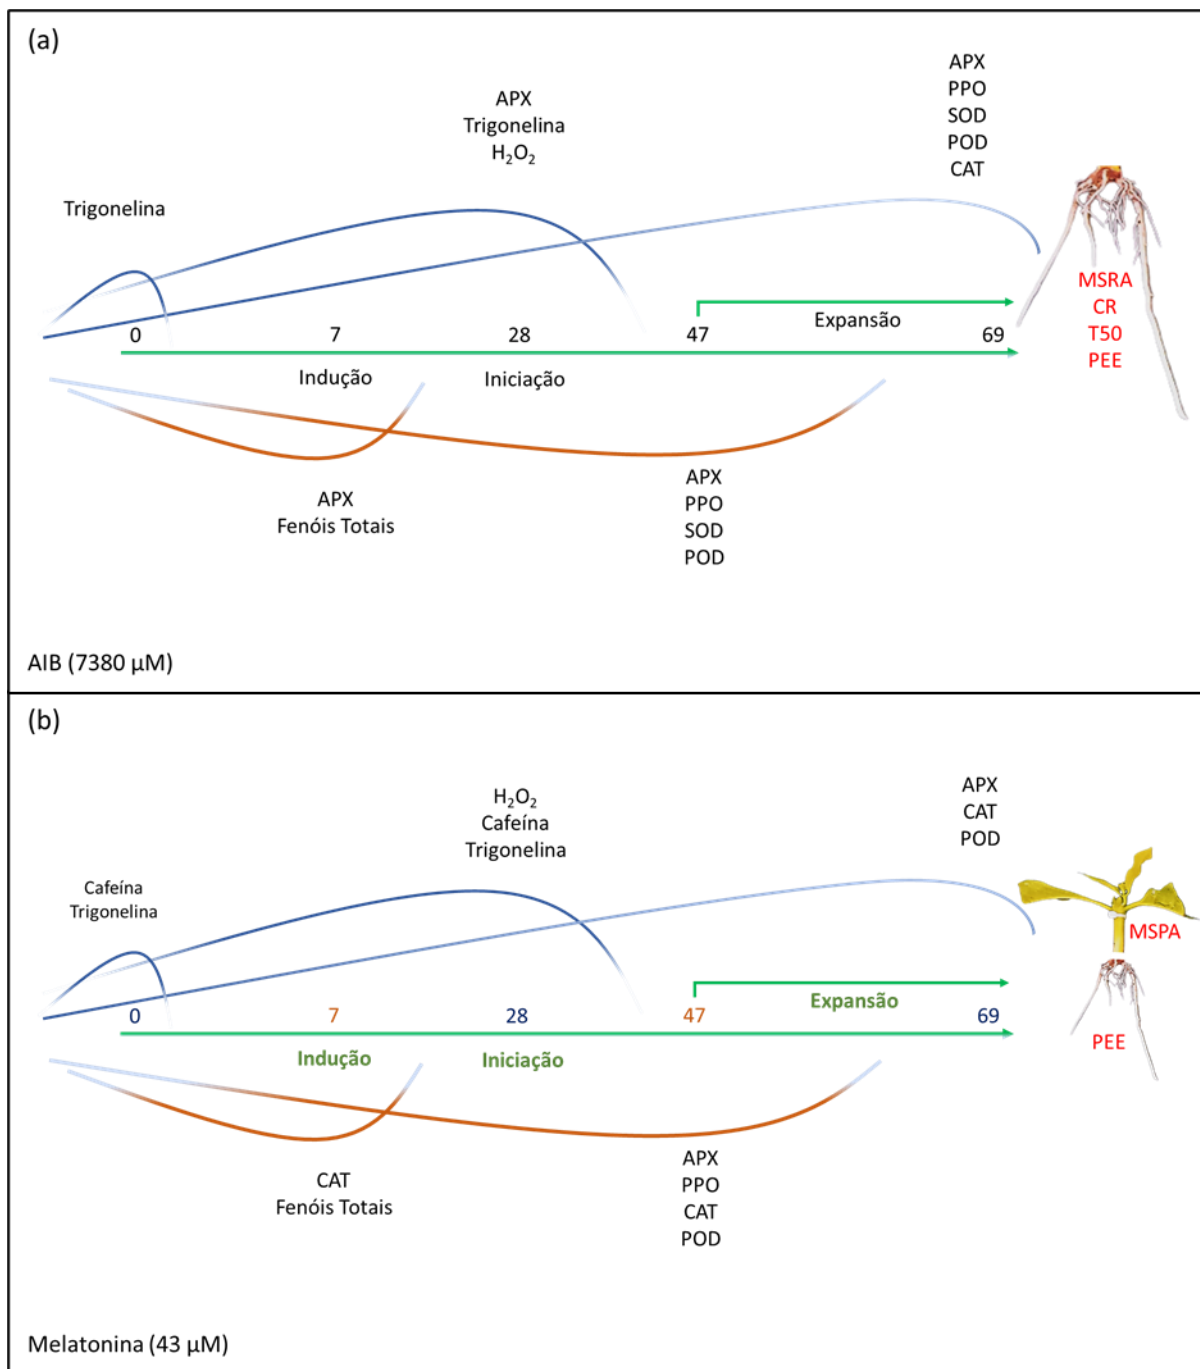 (a)
APX
PPO
SOD
POD
CAT
APX
Trigonelina
H₂O₂
Trigonelina
MSRA
CR
T50
PEE
Expansão
0 7 28 47 69
Indução Iniciação
APX
Fenóis Totais
APX
PPO
SOD
POD
AIB (7380 µM)
(b)
APX
CAT
POD
H₂O₂
Cafeína
Trigonelina
Cafeína
Trigonelina
MSPA
Expansão
0 7 28 47 69
PEE
Indução Iniciação
CAT
Fenóis Totais
APX
PPO
CAT
POD
Melatonina (43 µM)